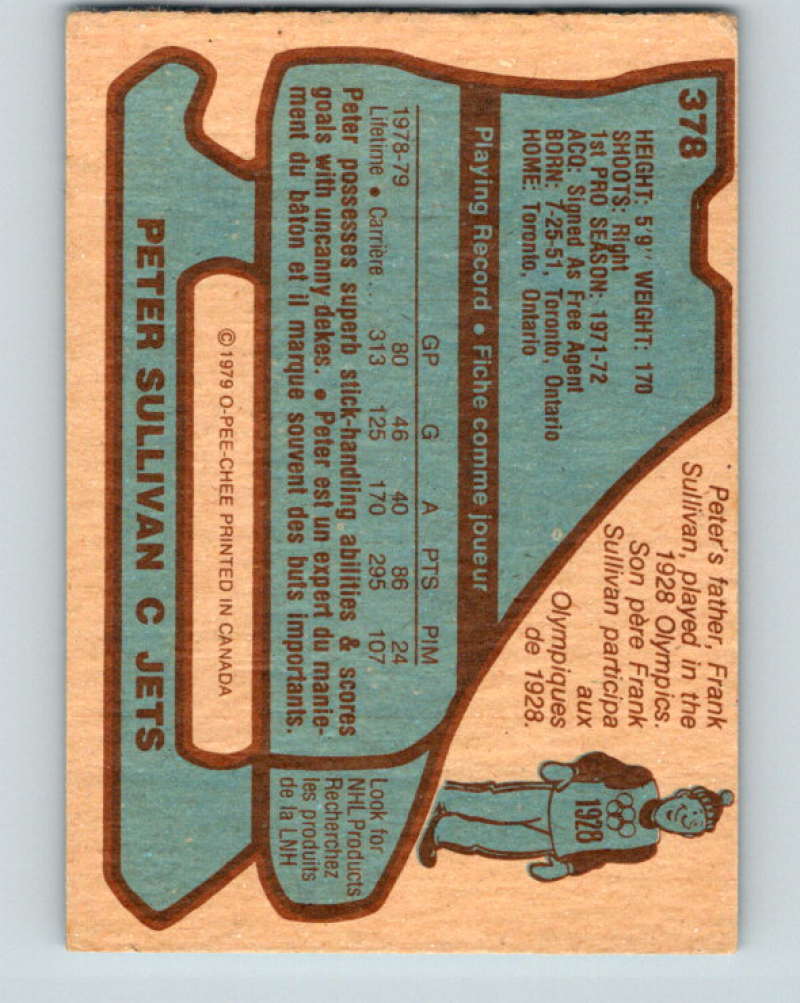 378
HEIGHT: 5'9" WEIGHT: 170
SHOOTS: Right
1st PRO SEASON: 1971-72
ACQ: Signed As Free Agent
BORN: 7-25-51, Toronto, Ontario
HOME: Toronto, Ontario
Peter's father, Frank
Sullivan, played in the
1928 Olympics.
Son père Frank
Sullivan participa
aux
Olympiques
de 1928.
1928
Playing Record • Fiche comme joueur
GP G A PTS PIM
1978-79 80 46 40 86 24
Lifetime • Carrière .. 313 125 170 295 107
Peter possesses superb stick-handling abilities & scores
goals with uncanny dekes. • Peter est un expert du manie-
ment du bâton et il marque souvent des buts importants.
Look for
NHL Products
Recherchez
les produits
de la LNH
©1979 O-PEE-CHEE PRINTED IN CANADA
PETER SULLIVAN C JETS